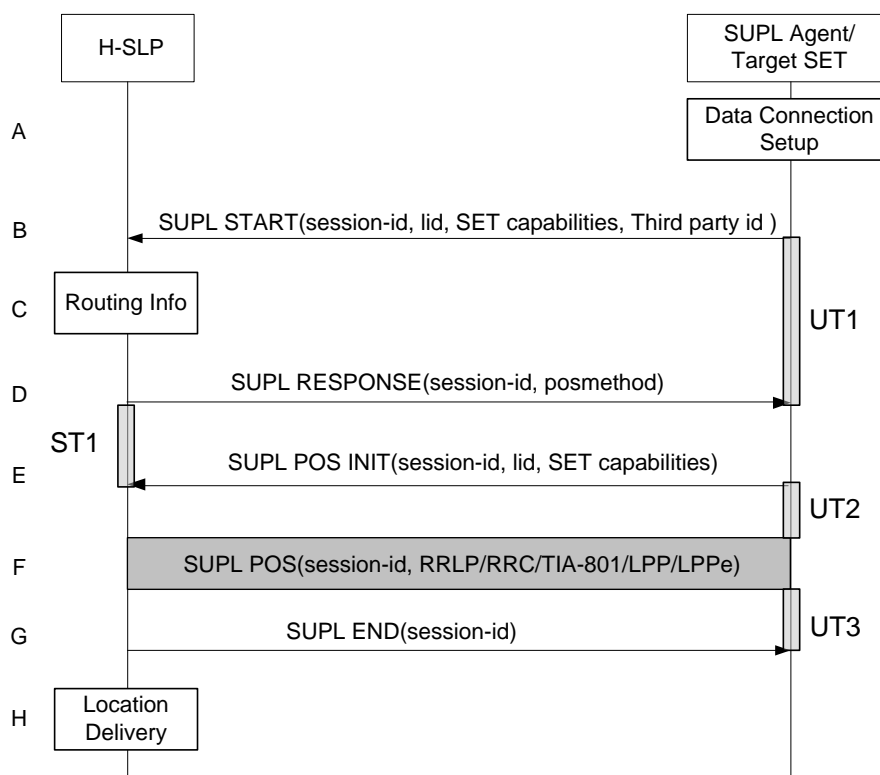 H-SLP
SUPL Agent/
Target SET
A
Data Connection
Setup
B
SUPL START(session-id, lid, SET capabilities, Third party id )
C
Routing Info
UT1
D
SUPL RESPONSE(session-id, posmethod)
ST1
E
SUPL POS INIT(session-id, lid, SET capabilities)
UT2
F
SUPL POS(session-id, RRLP/RRC/TIA-801/LPP/LPPe)
G
SUPL END(session-id)
UT3
H
Location
Delivery